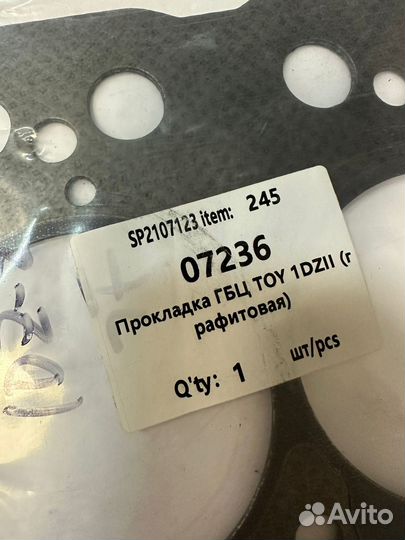 SP2107123 item: 245
07236
Прокладка ГБЦ TOY 1DZII (г
рафитовая)
Q'ty: 1 шт/pcs
Avito